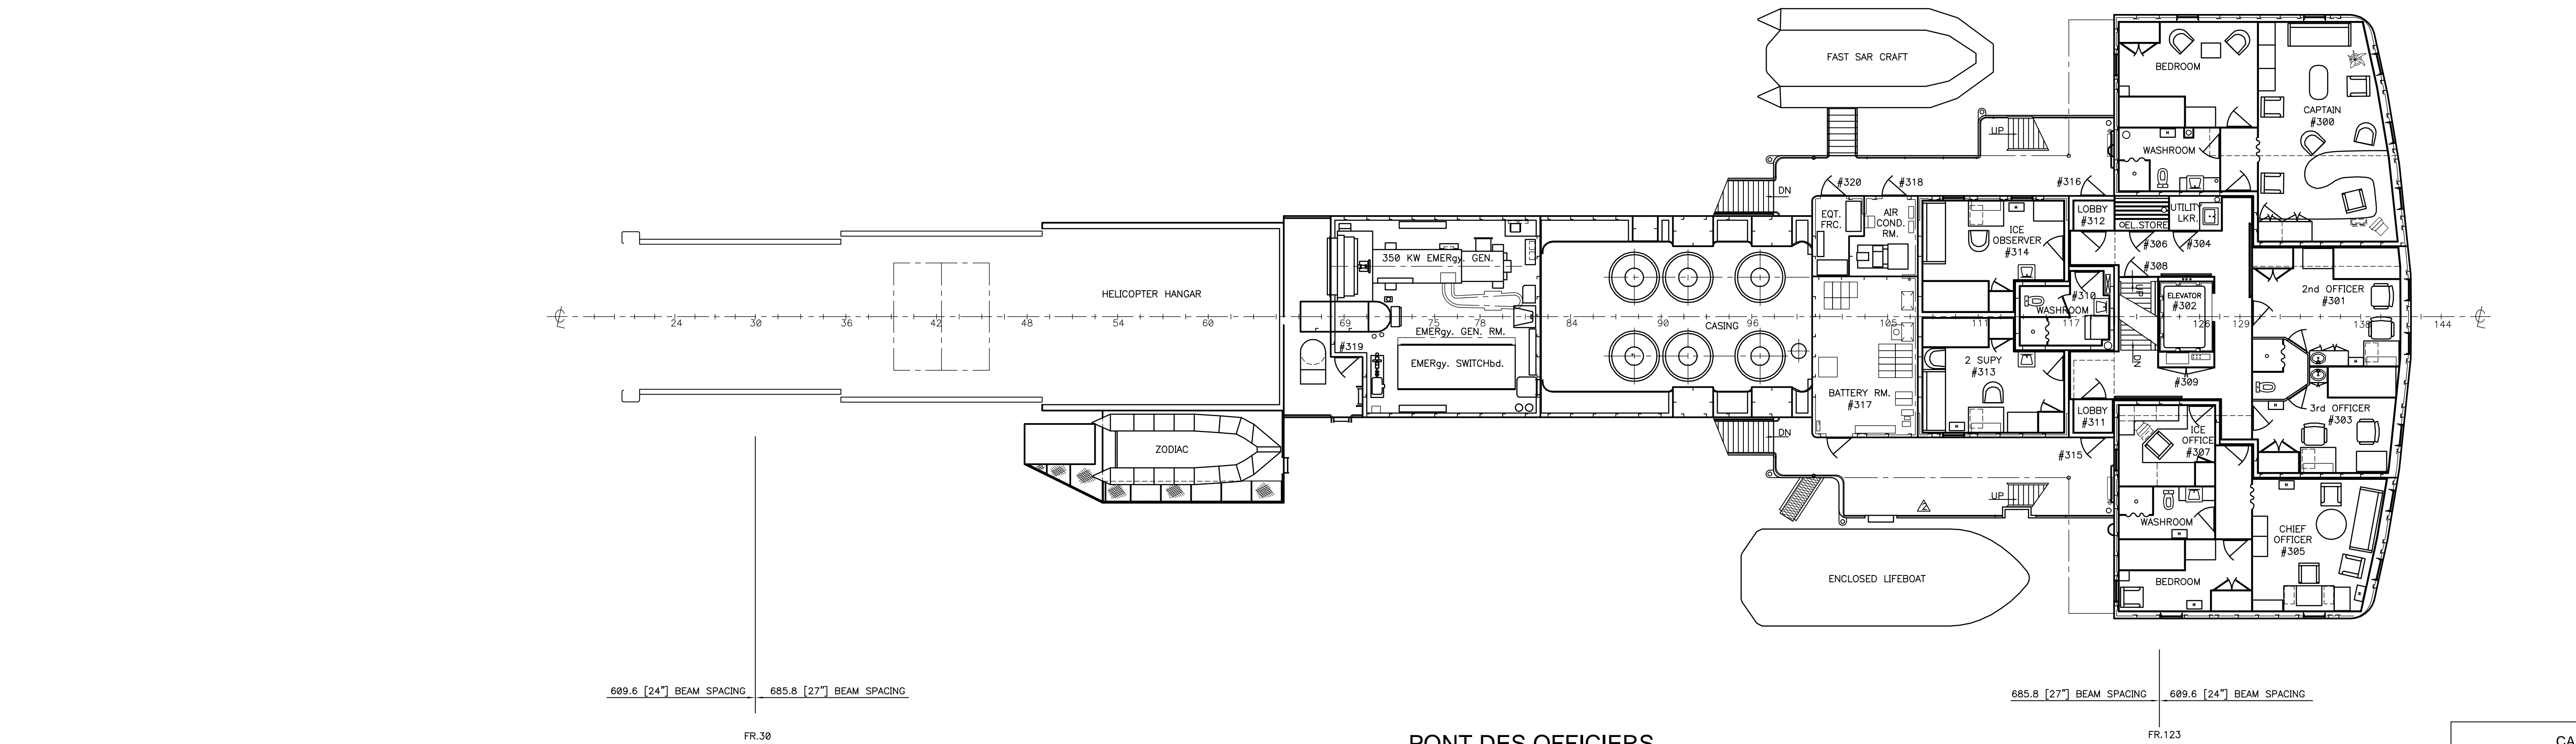 FAST SAR CRAFT
BEDROOM
CAPTAIN
#300
UP
WASHROOM
DN
#320
#318
#316
EQT.
FRC.
AIR
COND.
RM.
LOBBY
#312
UTILITY
LKR.
EL.STORE
ICE
OBSERVER
#314
#306
#304
#308
350 KW EMERgy. GEN.
HELICOPTER HANGAR
2nd OFFICER
#301
ELEVATOR
#302
UP
#310
WASHROOM
24
30
36
42
48
54
60
69
75
78
84
90
96
105
111
117
126
129
138
144
CASING
EMERgy. GEN. RM.
#319
EMERgy. SWITCHbd.
2 SUPY
#313
DN
#309
BATTERY RM.
#317
LOBBY
#311
3rd OFFICER
#303
ICE
OFFICE
#307
DN
ZODIAC
#315
UP
2
WASHROOM
CHIEF
OFFICER
#305
ENCLOSED LIFEBOAT
BEDROOM
609.6 [24"] BEAM SPACING
685.8 [27"] BEAM SPACING
685.8 [27"] BEAM SPACING
609.6 [24"] BEAM SPACING
FR.30
FR.123
PONT DES OFFICIERS
CA